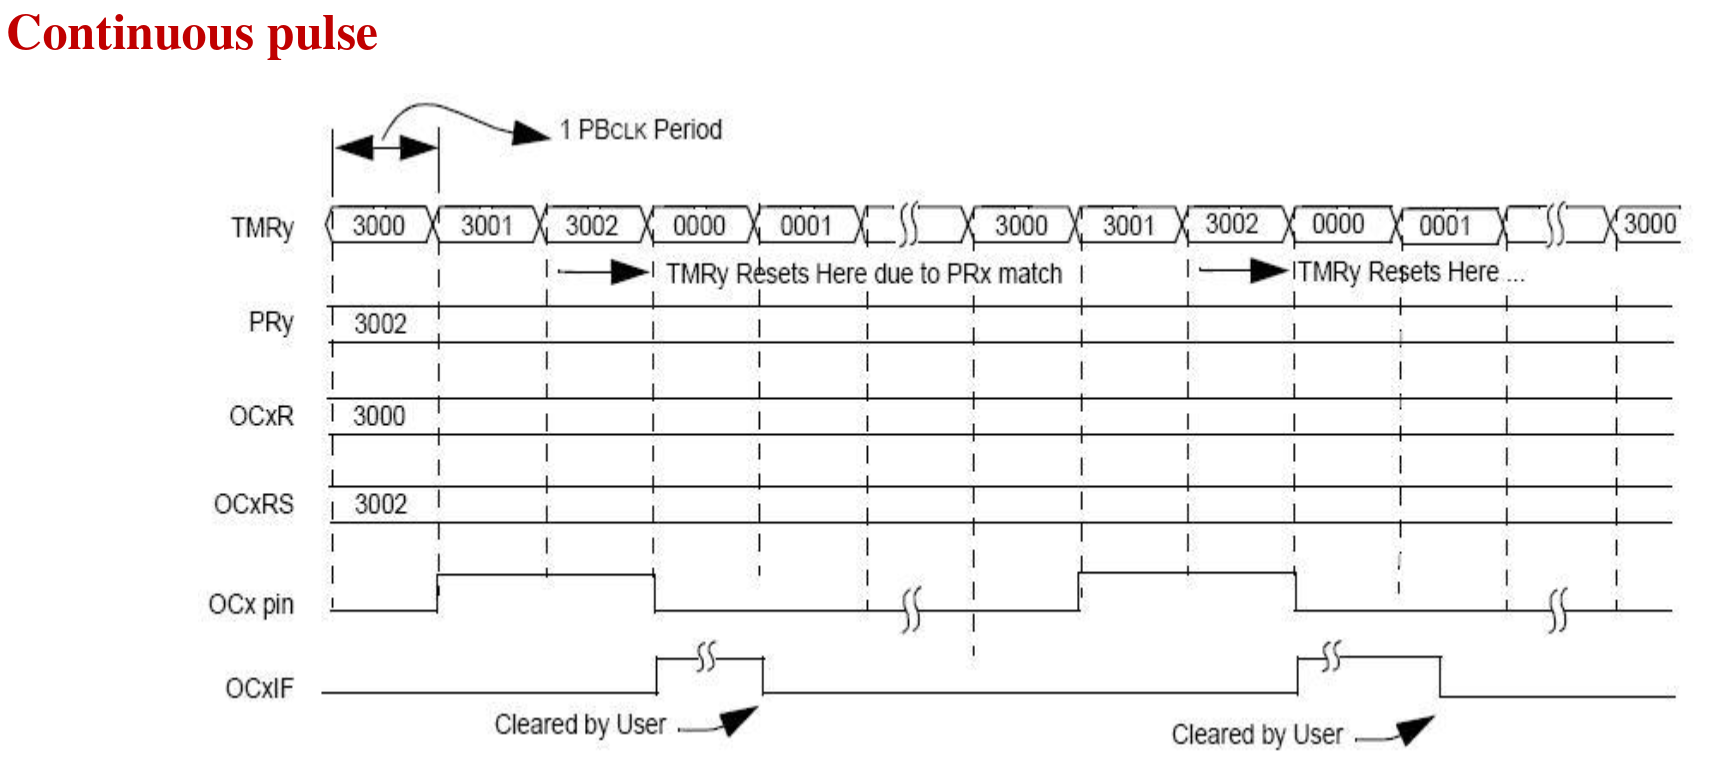 Continuous pulse
1 PBCLK Period
TMRy 3000 3001 3002 0000 0001 3000 3001 3002 0000 0001 3000
TMRy Resets Here due to PRx match TMRy Resets Here ...
PRy 3002
OCxR 3000
OCxRS 3002
OCx pin
OCxIF
Cleared by User Cleared by User